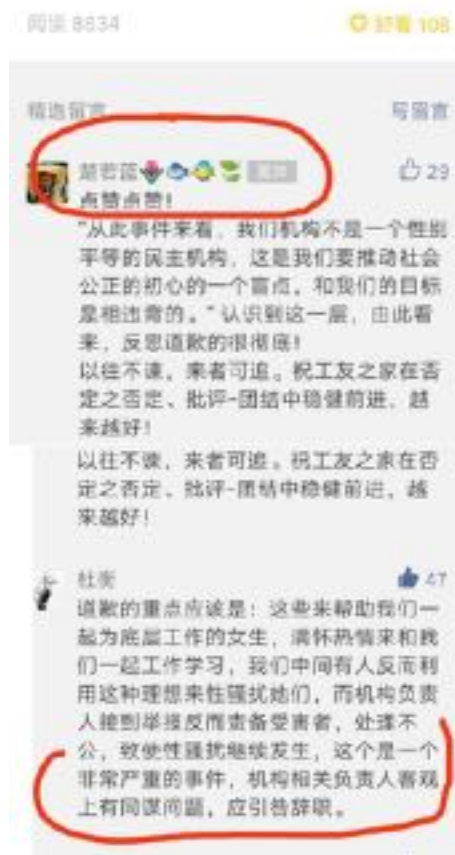 阅读 8834
好看 108
精选留言
写留言
楚若蓝
29
点赞点赞!
“从此事件来看，我们机构不是一个性别
平等的民主机构，这是我们要推动社会
公正的初心的一个盲点，和我们的目标
是相违背的。”认识到这一层，由此看
来，反思道歉的很彻底!
以往不谏，来者可追。祝工友之家在否
定之否定、批评-团结中稳健前进，越
来越好!
以往不谏，来者可追。祝工友之家在否
定之否定、批评-团结中稳健前进，越
来越好!
杜衡
47
道歉的重点应该是：这些来帮助我们一
起为底层工作的女生，满怀热情来和我
们一起工作学习，我们中间有人反而利
用这种理想来性骚扰她们，而机构负责
人接到举报反而责备受害者，处理不
公，致使性骚扰继续发生，这个是一个
非常严重的事件，机构相关负责人客观
上有同谋问题，应引咎辞职。